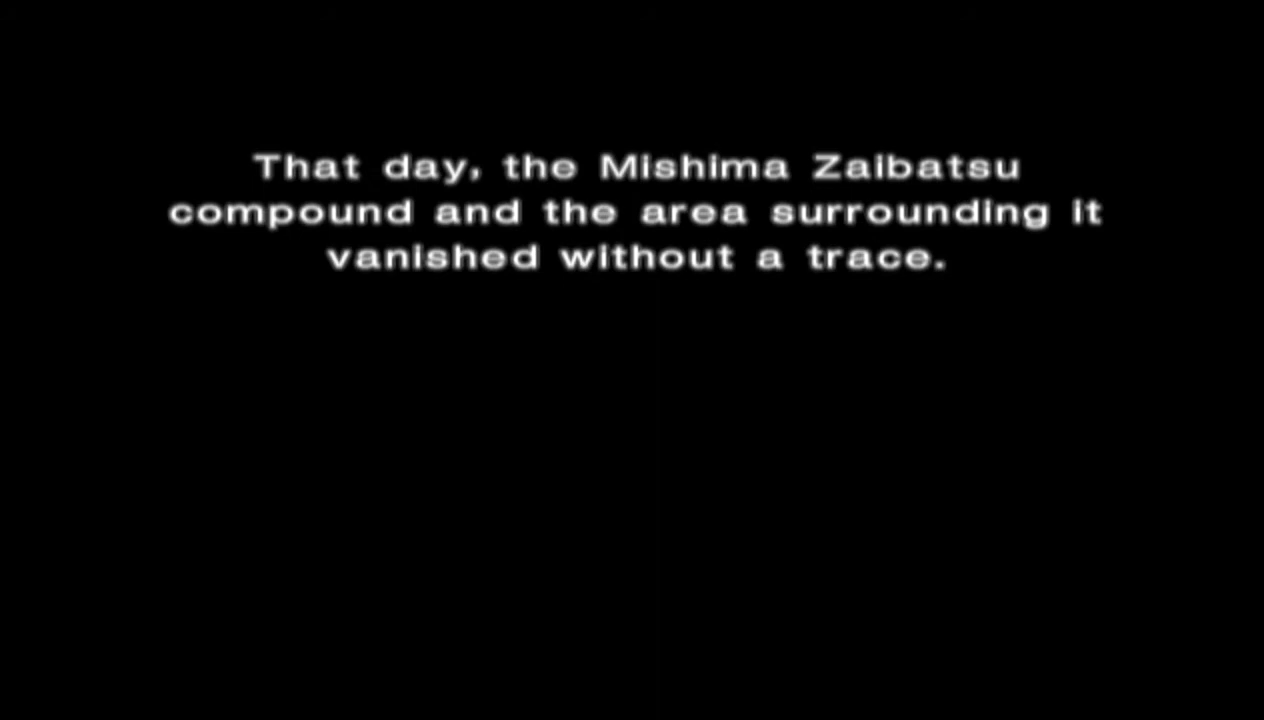 That day, the Mishima Zaibatsu
compound and the area surrounding it
vanished without a trace.